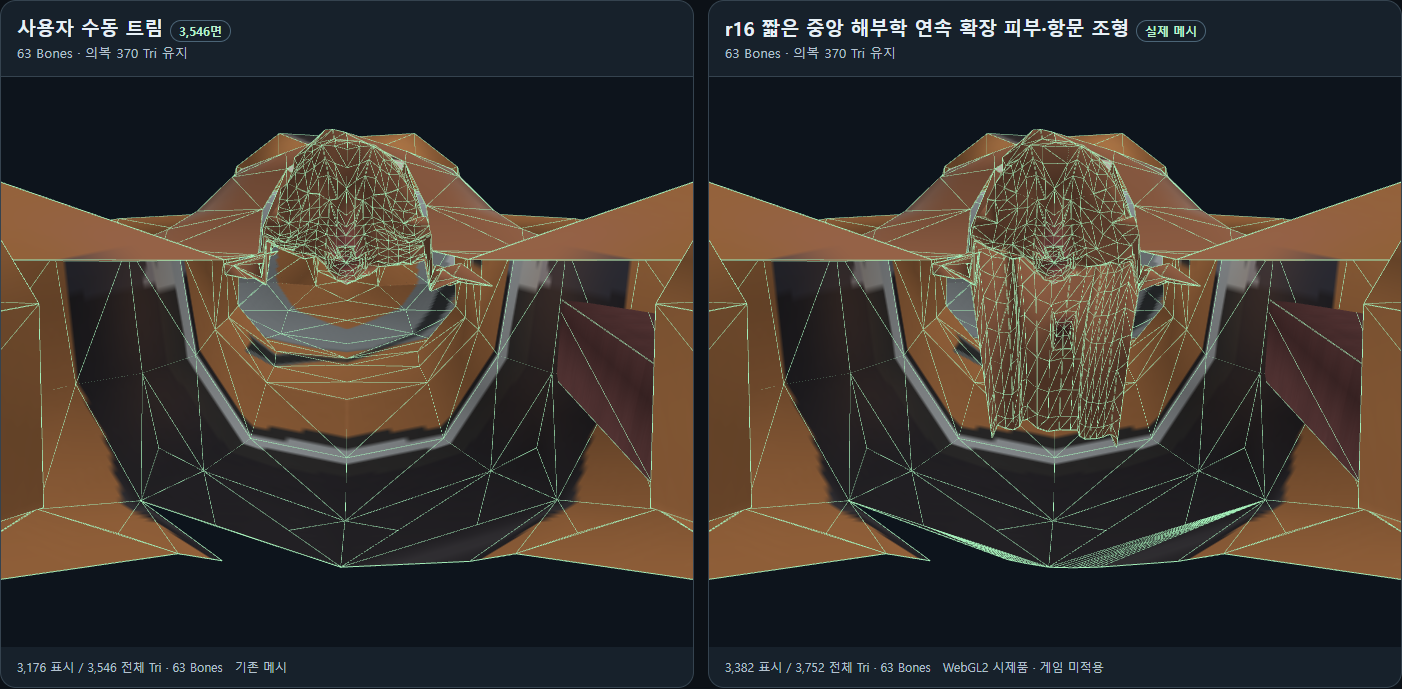 사용자 수동 트림 3,546면
63 Bones · 의복 370 Tri 유지
3,176 표시 / 3,546 전체 Tri · 63 Bones 기존 메시
r16 짧은 중앙 해부학 연속 확장 피부·항문 조형 실제 메시
63 Bones · 의복 370 Tri 유지
3,382 표시 / 3,752 전체 Tri · 63 Bones WebGL2 시제품 · 게임 미적용